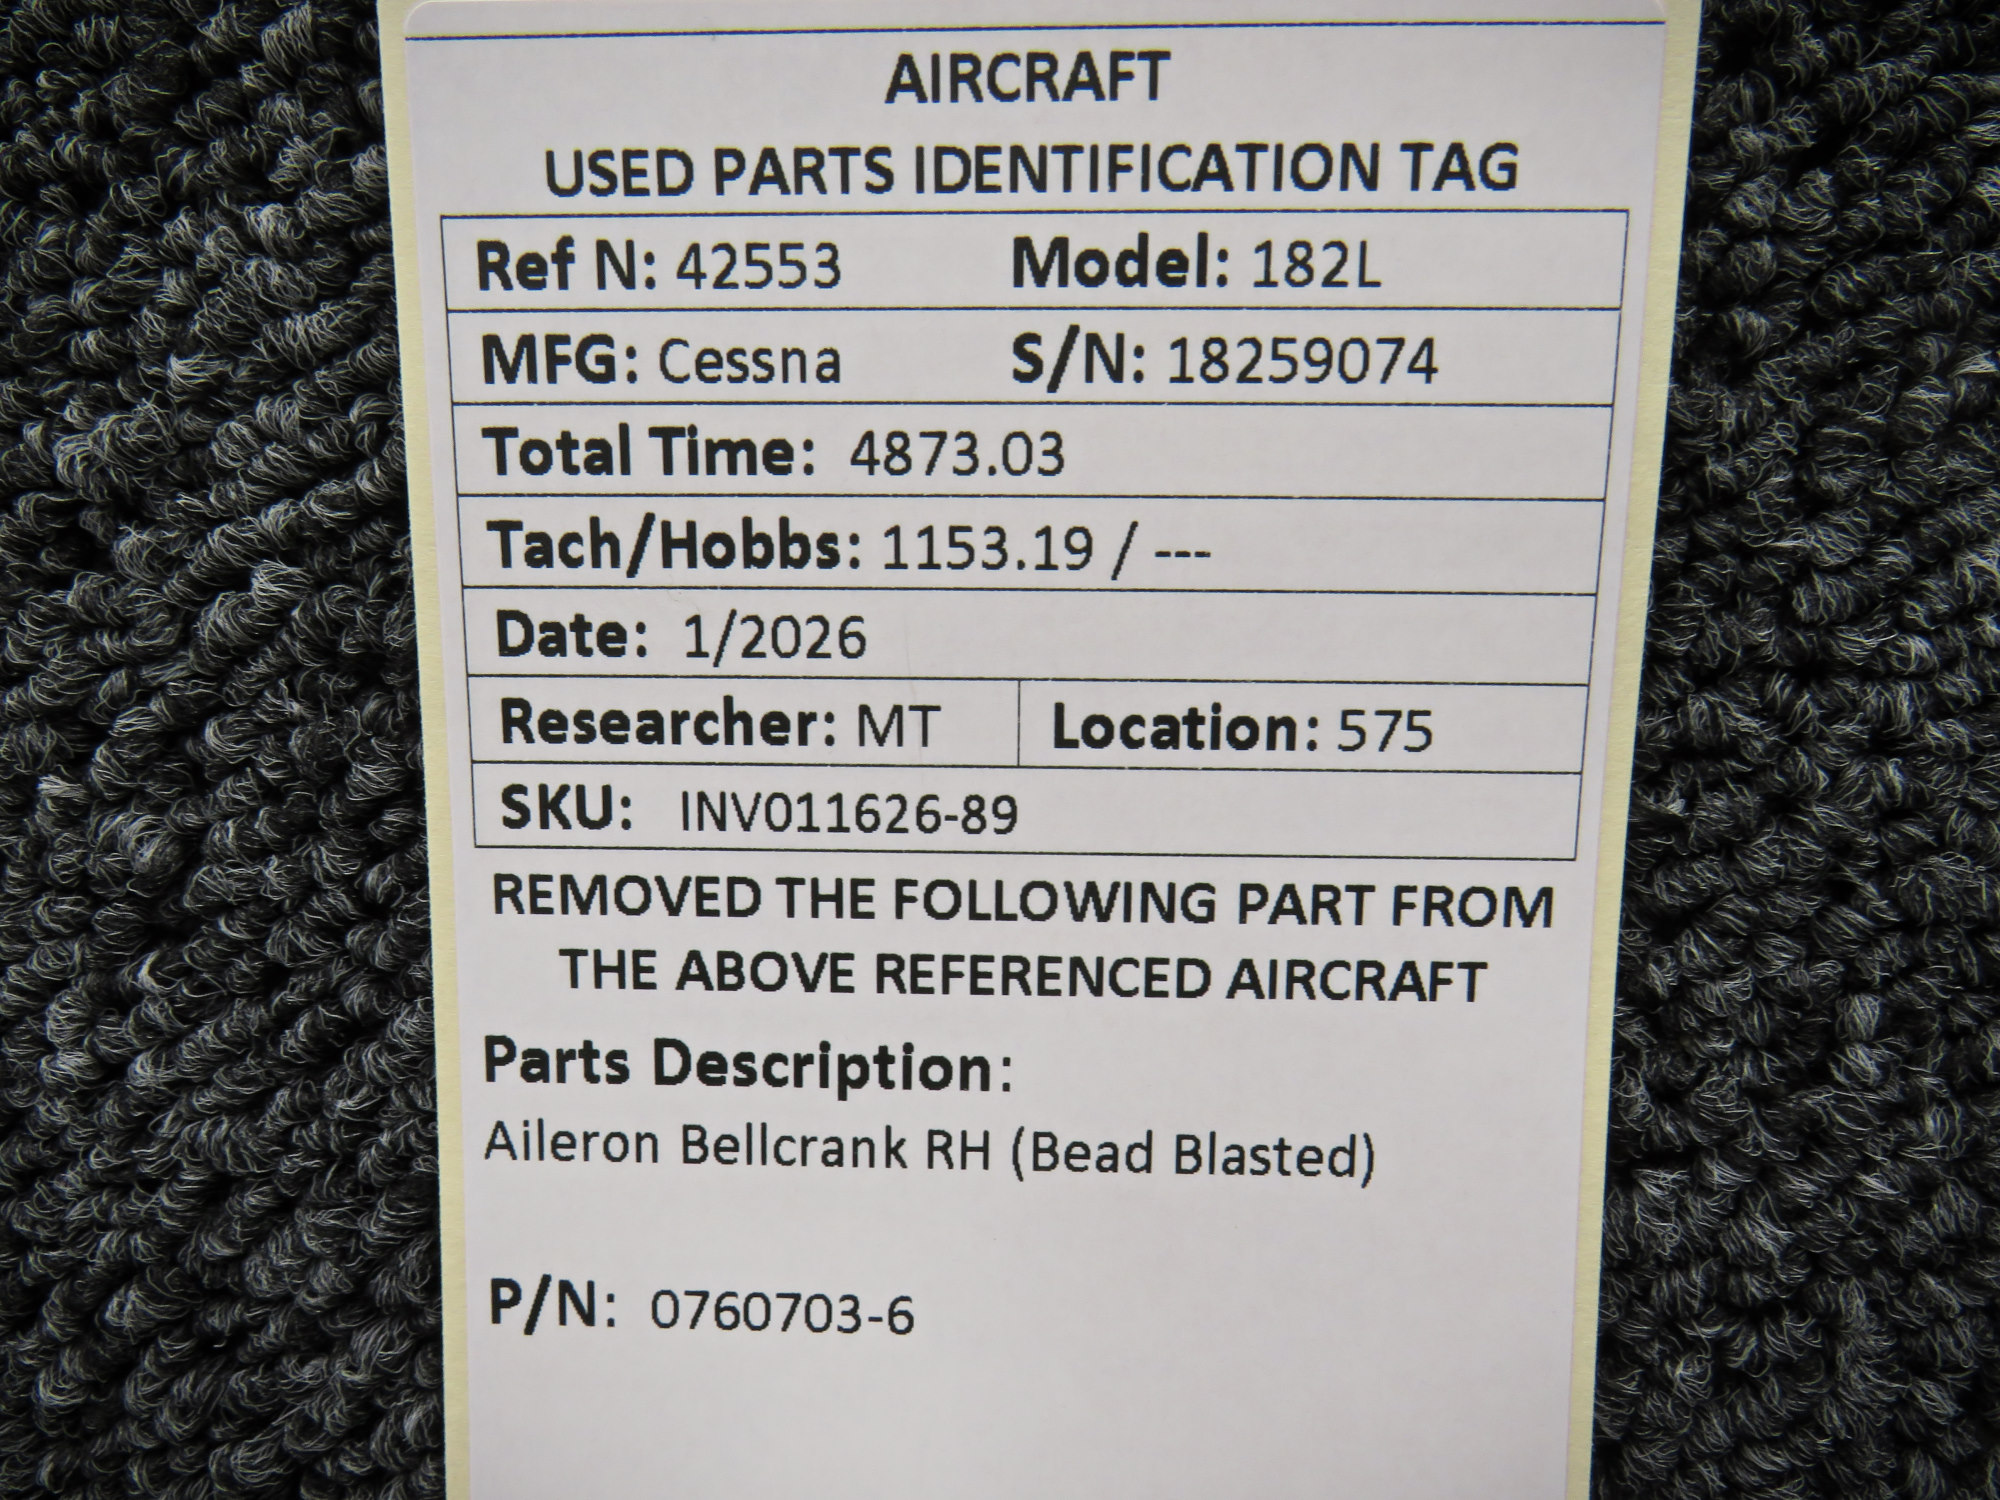 AIRCRAFT
USED PARTS IDENTIFICATION TAG
Ref N: 42553 Model: 182L
MFG: Cessna S/N: 18259074
Total Time: 4873.03
Tach/Hobbs: 1153.19 / ---
Date: 1/2026
Researcher: MT Location: 575
SKU: INV011626-89
REMOVED THE FOLLOWING PART FROM
THE ABOVE REFERENCED AIRCRAFT
Parts Description:
Aileron Bellcrank RH (Bead Blasted)
P/N: 0760703-6